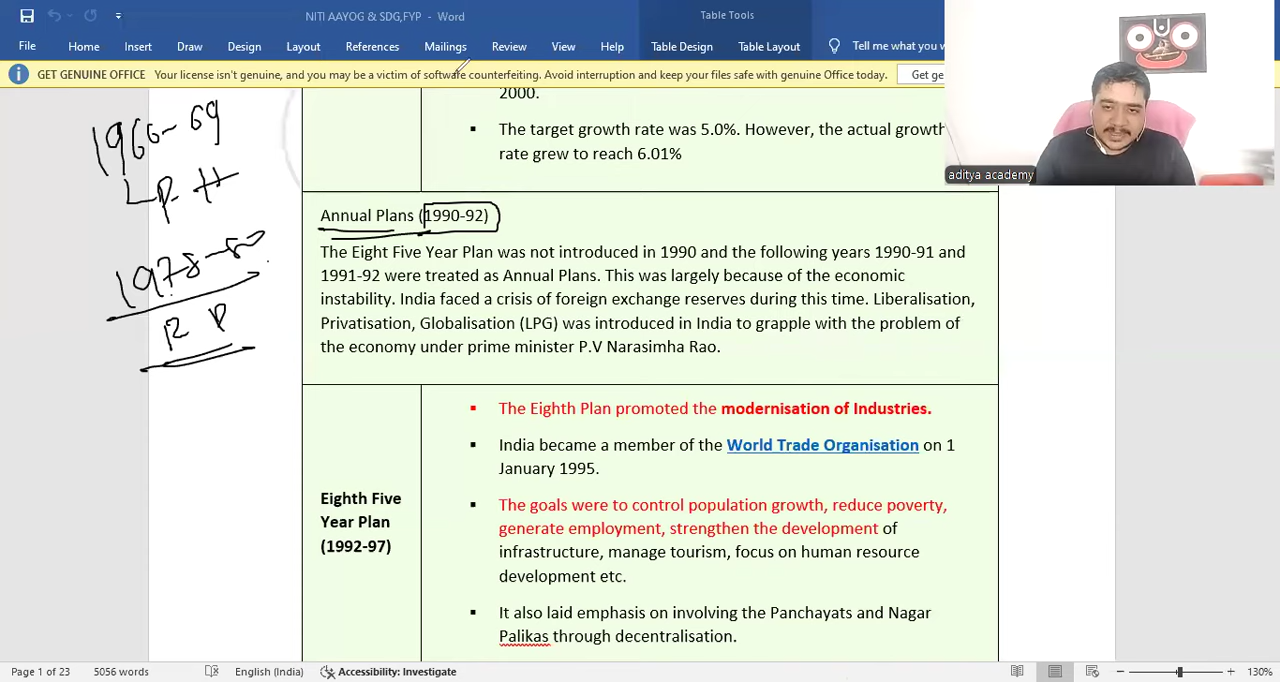 NITI AAYOG & SDG,FYP - Word
Table Tools
File Home Insert Draw Design Layout References Mailings Review View Help Table Design Table Layout Tell me what you w
GET GENUINE OFFICE Your license isn't genuine, and you may be a victim of software counterfeiting. Avoid interruption and keep your files safe with genuine Office today. Get ge
2000.
The target growth rate was 5.0%. However, the actual growth
rate grew to reach 6.01%
aditya academy
1966-69
LP. H
1978-80
R P
Annual Plans (1990-92)
The Eight Five Year Plan was not introduced in 1990 and the following years 1990-91 and
1991-92 were treated as Annual Plans. This was largely because of the economic
instability. India faced a crisis of foreign exchange reserves during this time. Liberalisation,
Privatisation, Globalisation (LPG) was introduced in India to grapple with the problem of
the economy under prime minister P.V Narasimha Rao.
Eighth Five
Year Plan
(1992-97)
The Eighth Plan promoted the modernisation of Industries.
India became a member of the World Trade Organisation on 1
January 1995.
The goals were to control population growth, reduce poverty,
generate employment, strengthen the development of
infrastructure, manage tourism, focus on human resource
development etc.
It also laid emphasis on involving the Panchayats and Nagar
Palikas through decentralisation.
Page 1 of 23 5056 words English (India) Accessibility: Investigate 130%